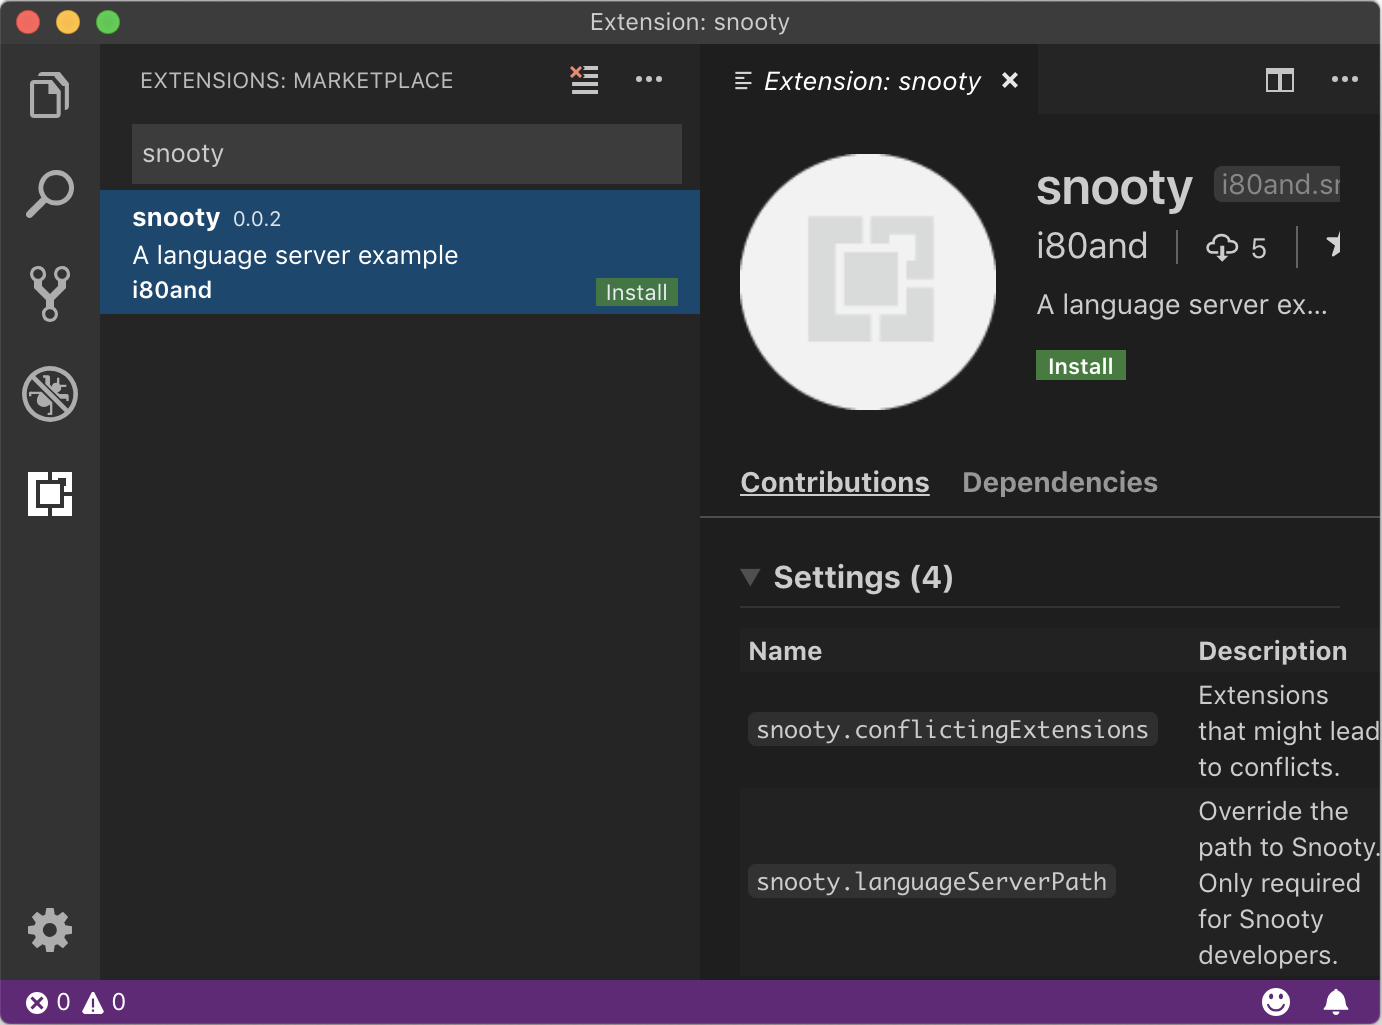 Extension: snooty
EXTENSIONS: MARKETPLACE
snooty
snooty 0.0.2
A language server example
i80and
Install
Extension: snooty
snooty
i80and
5
A language server ex...
Install
Contributions Dependencies
Settings (4)
Name Description
snooty.conflictingExtensions
Extensions
that might lead
to conflicts.
snooty.languageServerPath
Override the
path to Snooty.
Only required
for Snooty
developers.
0 0